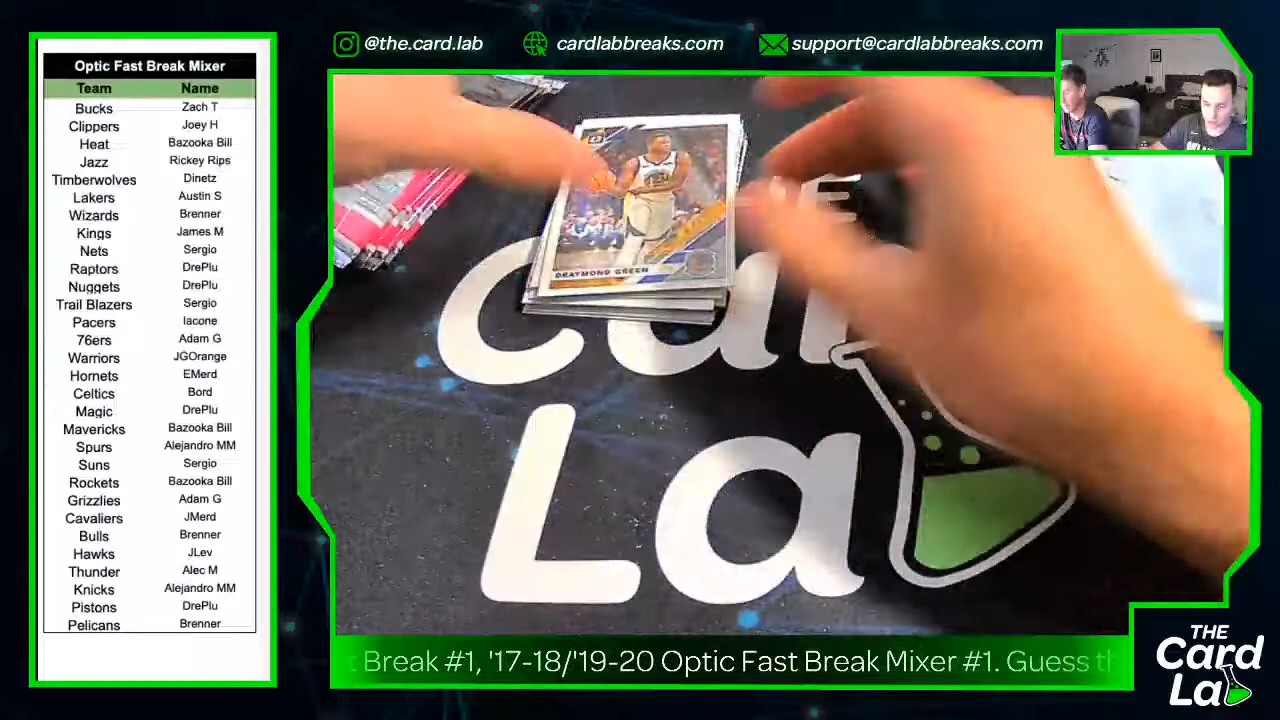 @the.card.lab
cardlabbreaks.com
support@cardlabbreaks.com
Optic Fast Break Mixer
Team Name
Bucks Zach T
Clippers Joey H
Heat Bazooka Bill
Jazz Rickey Rips
Timberwolves Dinetz
Lakers Austin S
Wizards Brenner
Kings James M
Nets Sergio
Raptors DrePlu
Nuggets DrePlu
Trail Blazers Sergio
Pacers Iacone
76ers Adam G
Warriors JGOrange
Hornets EMerd
Celtics Bord
Magic DrePlu
Mavericks Bazooka Bill
Spurs Alejandro MM
Suns Sergio
Rockets Bazooka Bill
Grizzlies Adam G
Cavaliers JMerd
Bulls Brenner
Hawks JLev
Thunder Alec M
Knicks Alejandro MM
Pistons DrePlu
Pelicans Brenner
DRAYMOND GREEN
La
t Break #1, '17-18/'19-20 Optic Fast Break Mixer #1. Guess th
THE
Card
La